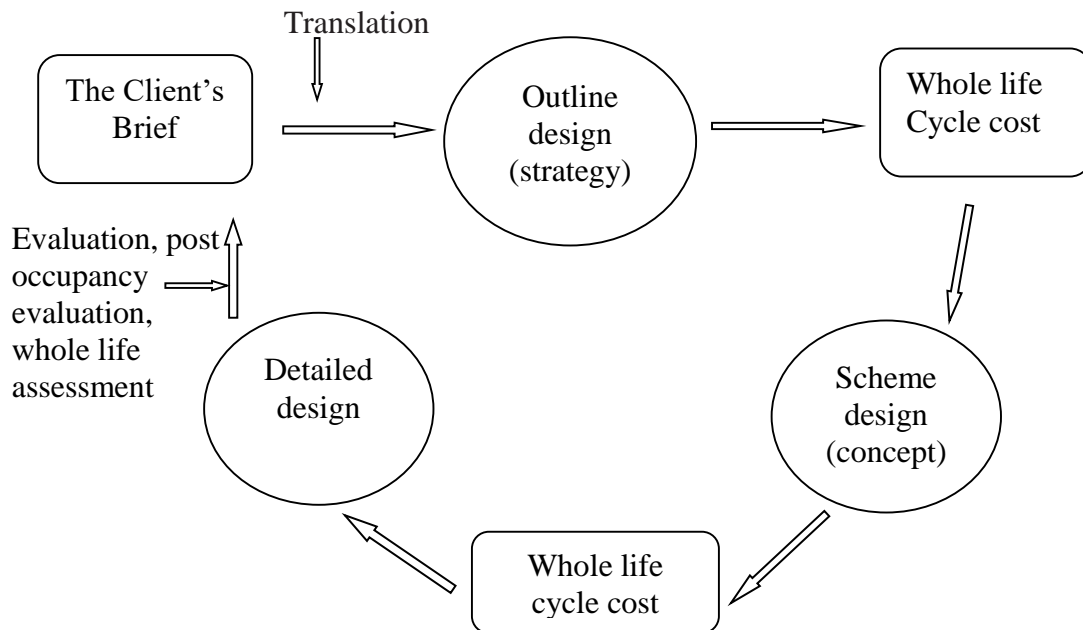 Translation
The Client’s
Brief
Outline
design
(strategy)
Whole life
Cycle cost
Scheme
design
(concept)
Whole life
cycle cost
Detailed
design
Evaluation, post
occupancy
evaluation,
whole life
assessment